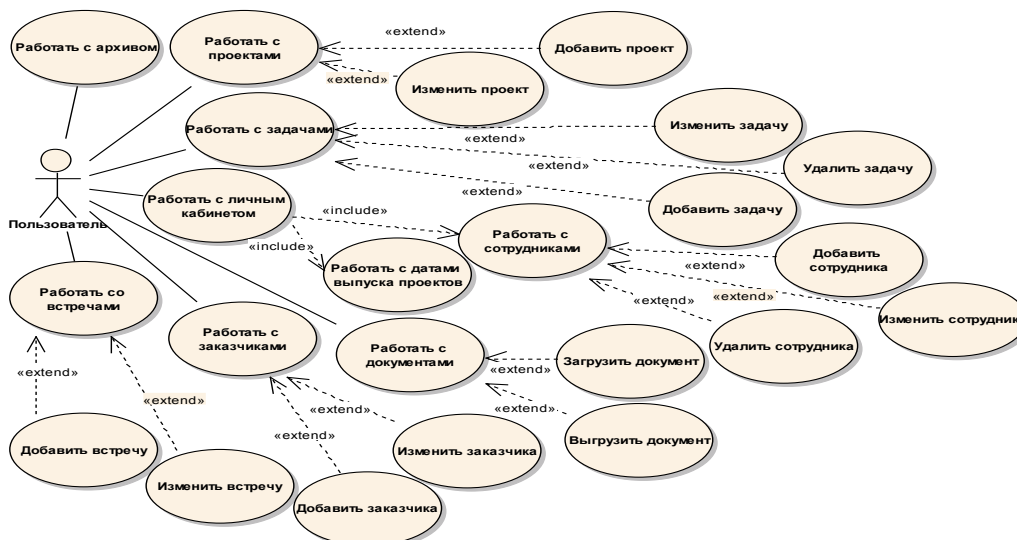 Работать с архивом
Работать с
проектами
«extend»
Добавить проект
«extend»
Изменить проект
Работать с задачами
Изменить задачу
«extend»
«extend»
Удалить задачу
«extend»
Добавить задачу
Пользователь
Работать с личным
кабинетом
«include»
«include»
Работать с
сотрудниками
Работать с датами
выпуска проектов
Добавить
сотрудника
«extend»
«extend»
«extend»
Изменить сотрудник
Удалить сотрудника
Работать со
встречами
Работать с
заказчиками
Работать с
документами
Загрузить документ
«extend»
«extend»
«extend»
«extend»
«extend»
«extend»
Выгрузить документ
Добавить встречу
Изменить встречу
Изменить заказчика
Добавить заказчика